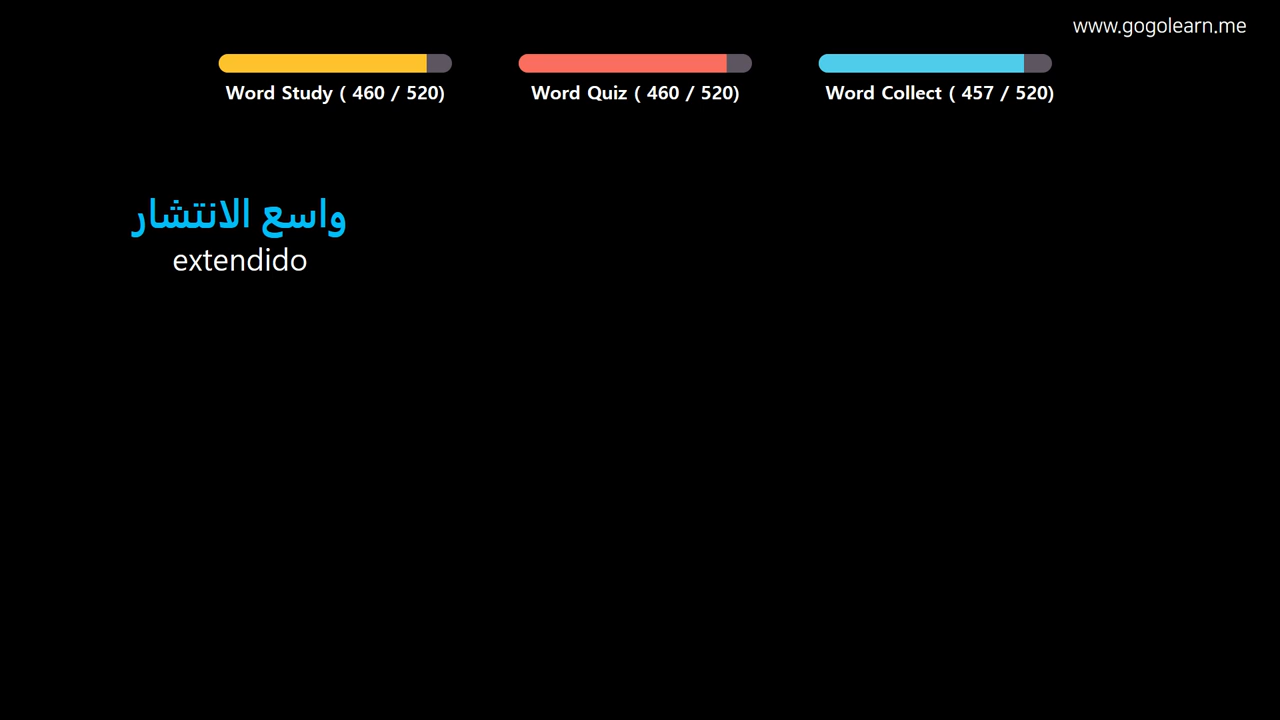 www.gogolearn.me
Word Study ( 460 / 520)
Word Quiz ( 460 / 520)
Word Collect ( 457 / 520)
واسع الانتشار
extendido